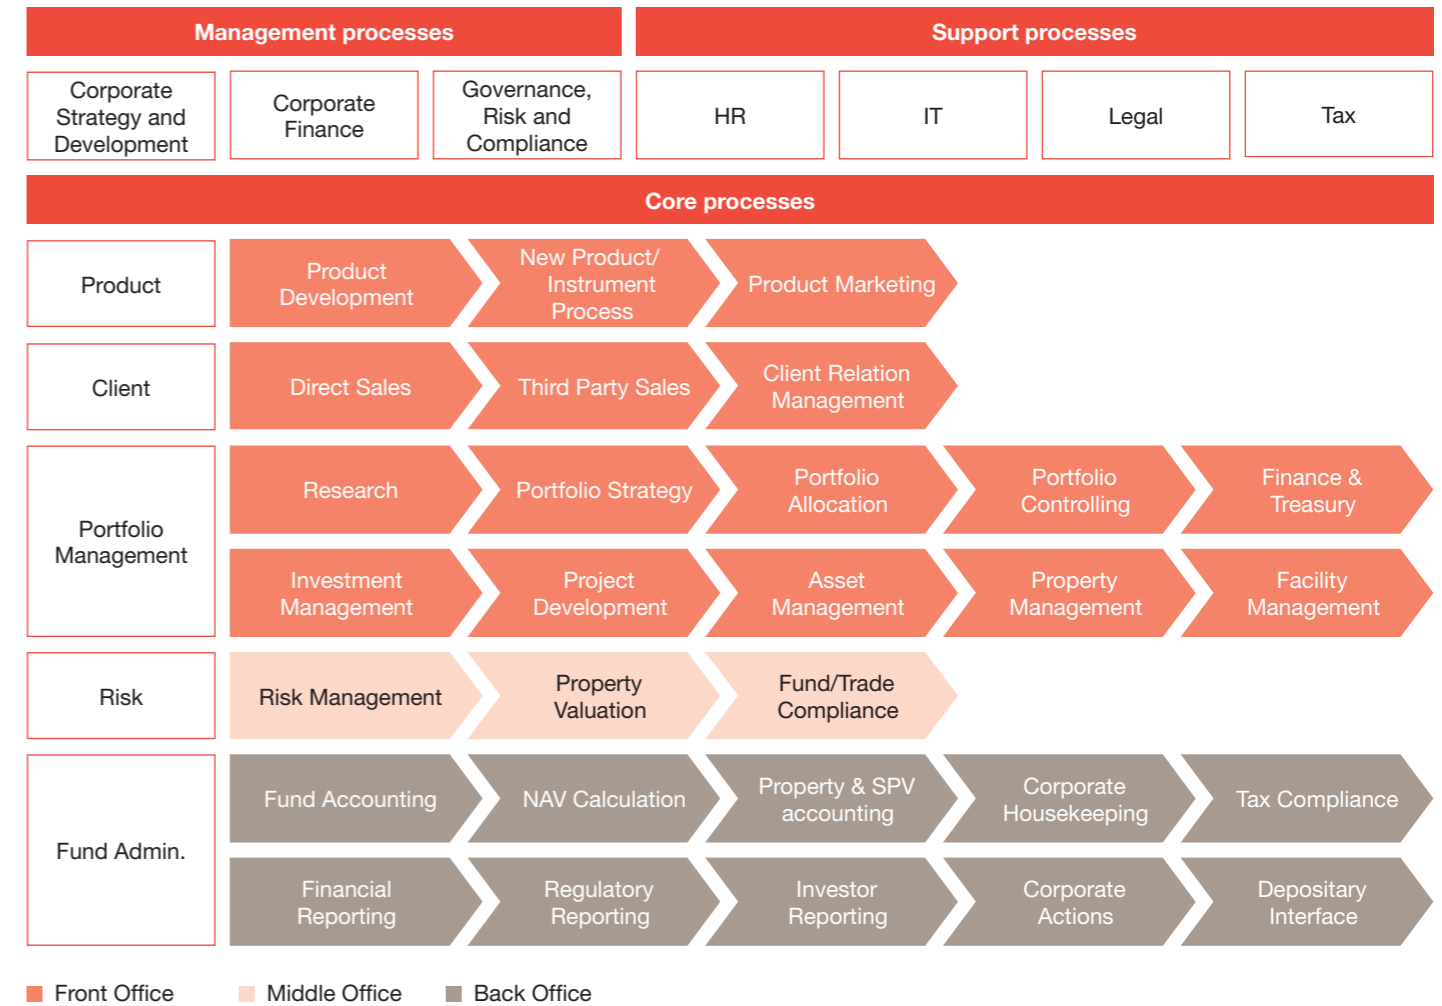 Management processes
Support processes
Corporate
Strategy and
Development
Corporate
Finance
Governance,
Risk and
Compliance
HR
IT
Legal
Tax
Core processes
Product
Product
Development
New Product/
Instrument
Process
Product Marketing
Client
Direct Sales
Third Party Sales
Client Relation
Management
Portfolio
Management
Research
Portfolio Strategy
Portfolio
Allocation
Portfolio
Controlling
Finance &
Treasury
Investment
Management
Project
Development
Asset
Management
Property
Management
Facility
Management
Risk
Risk Management
Property
Valuation
Fund/Trade
Compliance
Fund Admin.
Fund Accounting
NAV Calculation
Property & SPV
accounting
Corporate
Housekeeping
Tax Compliance
Financial
Reporting
Regulatory
Reporting
Investor
Reporting
Corporate
Actions
Depositary
Interface
Front Office
Middle Office
Back Office